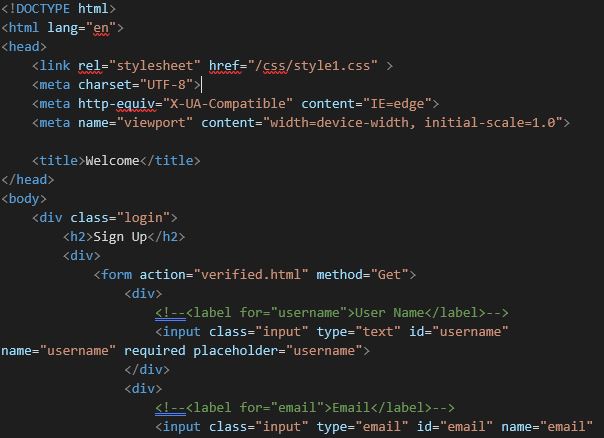 <!DOCTYPE html>
<html lang="en">
<head>
    <link rel="stylesheet" href="/css/style1.css" >
    <meta charset="UTF-8">
    <meta http-equiv="X-UA-Compatible" content="IE=edge">
    <meta name="viewport" content="width=device-width, initial-scale=1.0">

    <title>Welcome</title>
</head>
<body>
    <div class="login">
        <h2>Sign Up</h2>
        <div>
            <form action="verified.html" method="Get">
                <div>
                    <!--<label for="username">User Name</label>-->
                    <input class="input" type="text" id="username"
name="username" required placeholder="username">
                </div>
                <div>
                    <!--<label for="email">Email</label>-->
                    <input class="input" type="email" id="email" name="email"